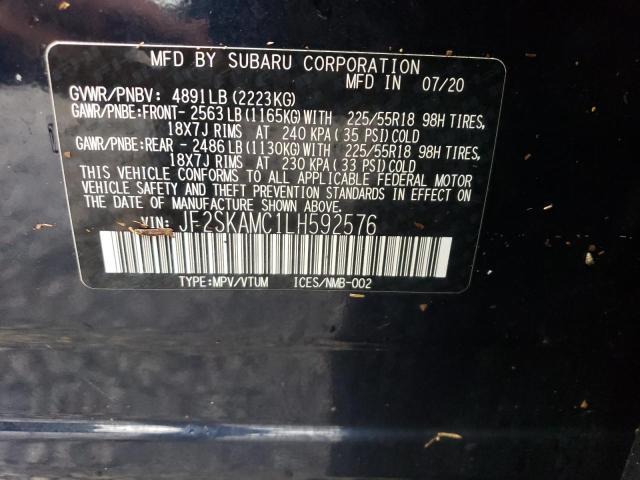 MFD BY SUBARU CORPORATION
MFD IN 07/20
GVWR/PNBV: 4891LB(2223KG)
GAWR/PNBE:FRONT- 2563LB(1165KG)WITH 225/55R18 98H TIRES,
18X7J RIMS AT 240 KPA(35 PSI)COLD
GAWR/PNBE:REAR - 2486LB(1130KG)WITH 225/55R18 98H TIRES,
18X7J RIMS AT 230 KPA(33 PSI)COLD
THIS VEHICLE CONFORMS TO ALL APPLICABLE FEDERAL MOTOR
VEHICLE SAFETY AND THEFT PREVENTION STANDARDS IN EFFECT ON
THE DATE OF MANUFACTURE SHOWN ABOVE.
VIN: JF2SKAMC1LH592576
TYPE:MPV/VTUM ICES/NMB-002